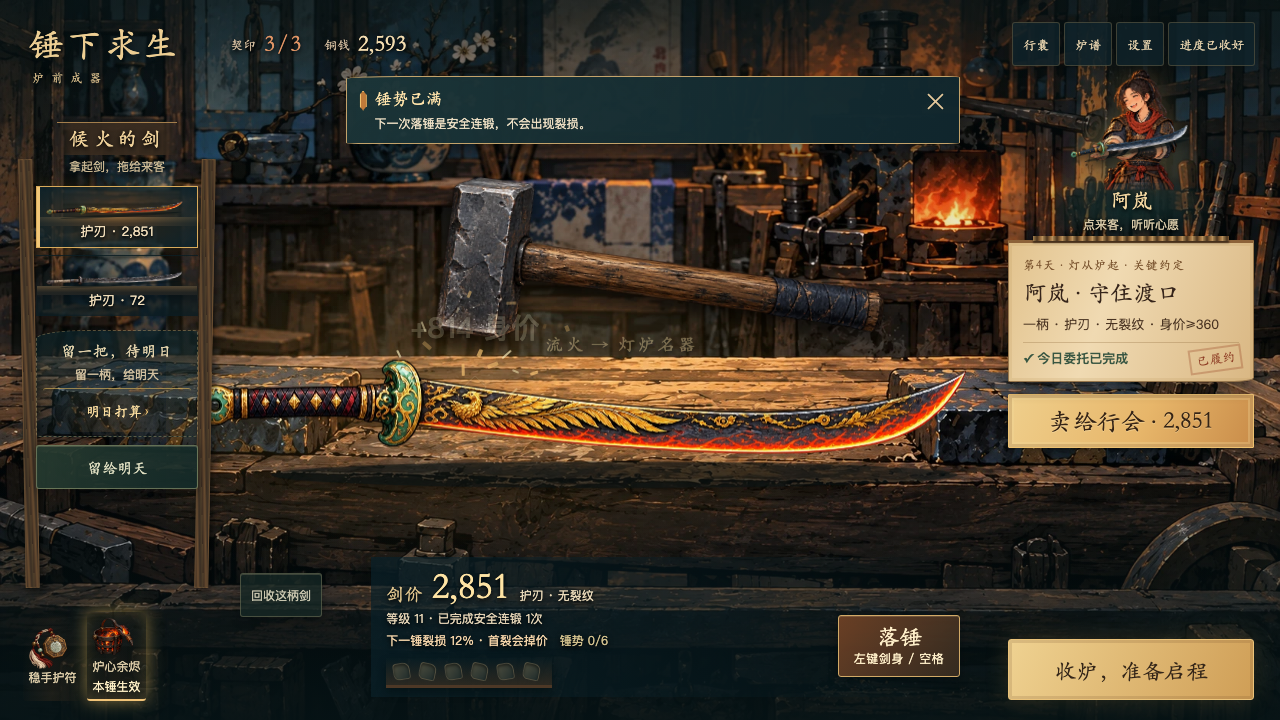 锤下求生
炉前成器
契印 3/3 铜钱 2,593
行囊
炉谱
设置
进度已收好
锤势已满
下一次落锤是安全连锻，不会出现裂损。
候火的剑
拿起剑，拖给来客
护刃 · 2,851
护刃 · 72
留一把，待明日
留一柄，给明天
明日打算›
留给明天
流火 → 灯炉名器
阿岚
点来客，听听心愿
第4天 · 灯从炉起 · 关键约定
阿岚 · 守住渡口
一柄 · 护刃 · 无裂纹 · 身价≥360
✓ 今日委托已完成
已履约
卖给行会 · 2,851
回收这柄剑
剑价 2,851 护刃 · 无裂纹
等级 11 · 已完成安全连锻 1次
下一锤裂损 12% · 首裂会掉价 锤势 0/6
落锤
左键剑身 / 空格
稳手护符
炉心余烬
本锤生效
收炉，准备启程